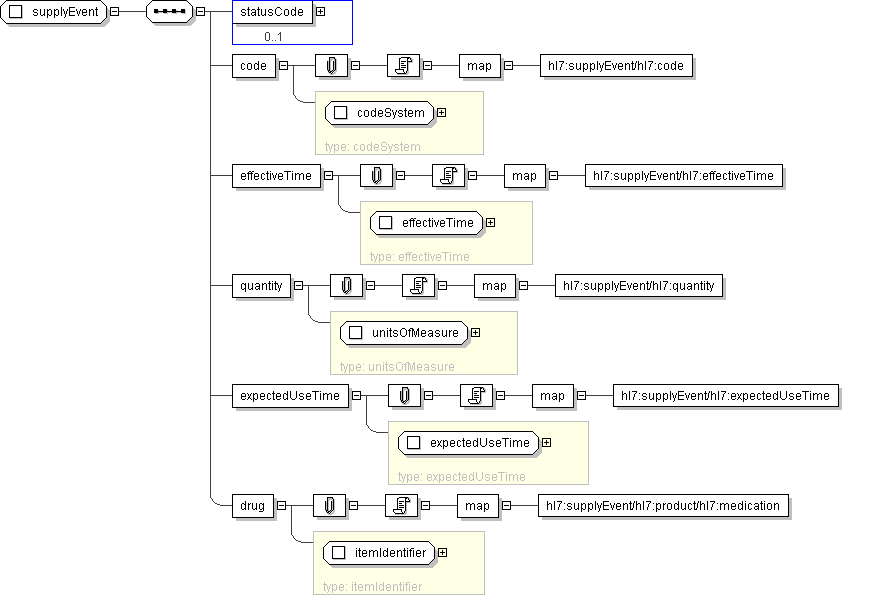 supplyEvent
statusCode
0..1
code
map
hl7:supplyEvent/hl7:code
codeSystem
type: codeSystem
effectiveTime
map
hl7:supplyEvent/hl7:effectiveTime
effectiveTime
type: effectiveTime
quantity
map
hl7:supplyEvent/hl7:quantity
unitsOfMeasure
type: unitsOfMeasure
expectedUseTime
map
hl7:supplyEvent/hl7:expectedUseTime
expectedUseTime
type: expectedUseTime
drug
map
hl7:supplyEvent/hl7:product/hl7:medication
itemIdentifier
type: itemIdentifier